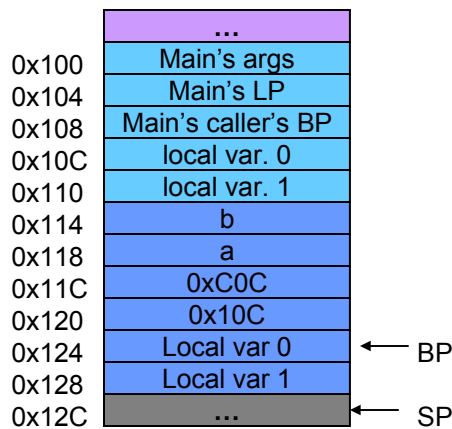 ...
0x100 Main's args
0x104 Main's LP
0x108 Main's caller's BP
0x10C local var. 0
0x110 local var. 1
0x114 b
0x118 a
0x11C 0xC0C
0x120 0x10C
0x124 Local var 0 BP
0x128 Local var 1
0x12C ... SP